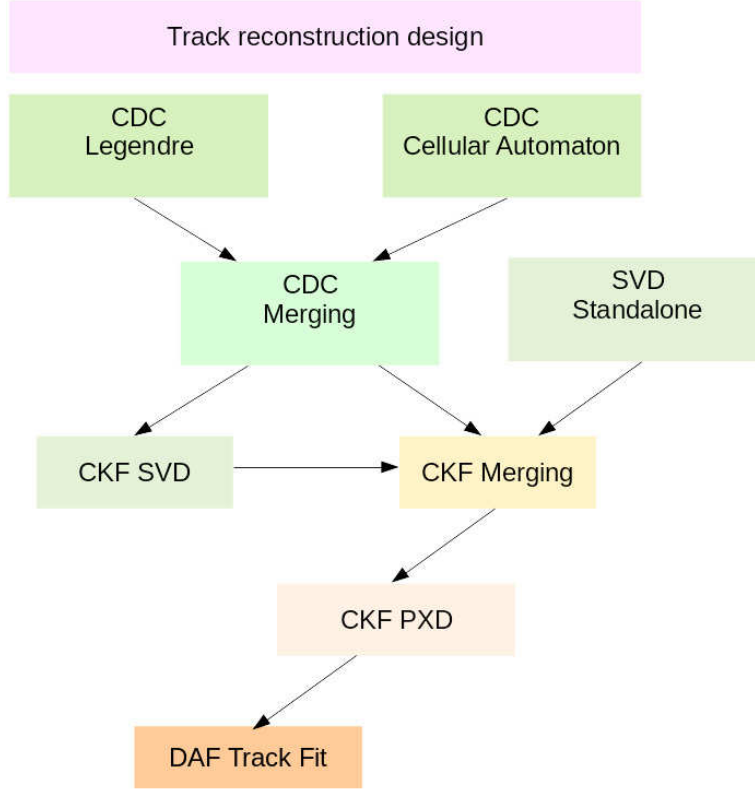 Track reconstruction design
CDC
Legendre
CDC
Cellular Automaton
CDC
Merging
SVD
Standalone
CKF SVD
CKF Merging
CKF PXD
DAF Track Fit